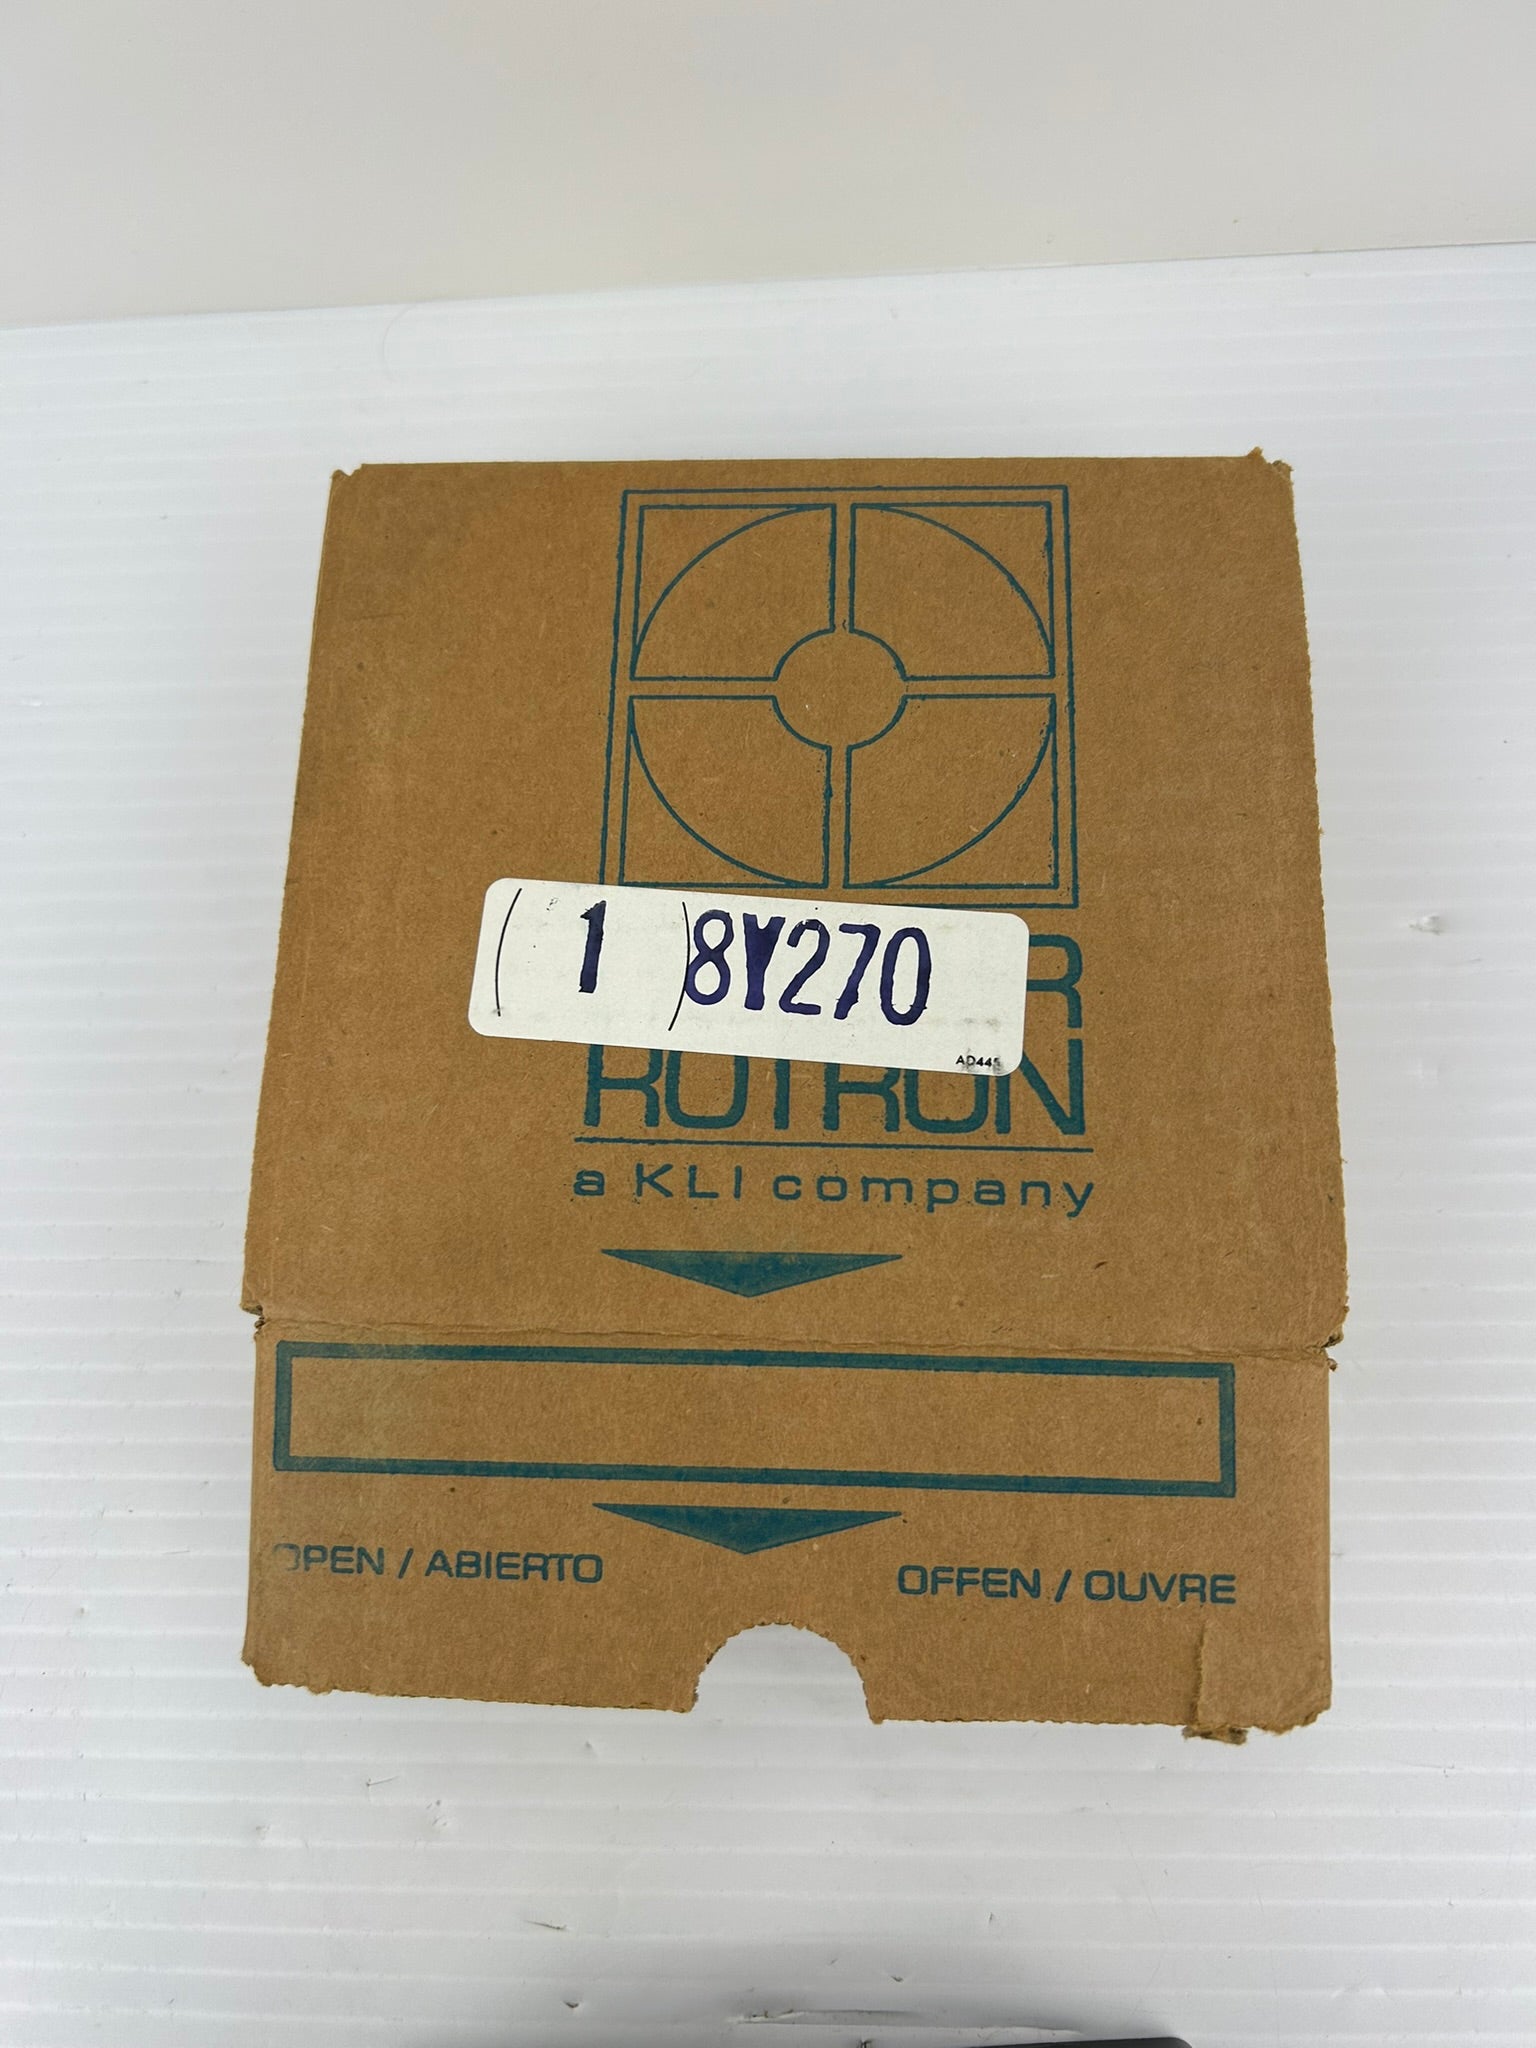 ( 1 ) 8Y270
AD445
ROTRON
a KLI company
OPEN / ABIERTO
OFFEN / OUVRE